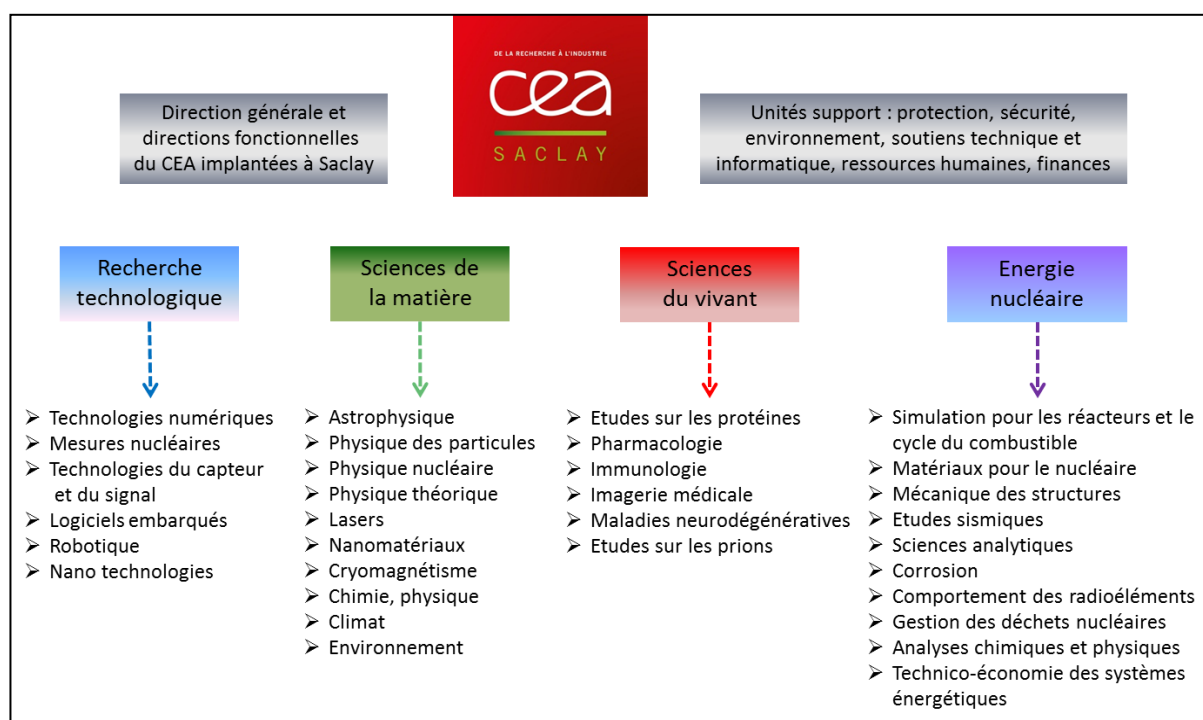 DE LA RECHERCHE À L'INDUSTRIE
cea
SACLAY
Direction générale et
directions fonctionnelles
du CEA implantées à Saclay
Unités support : protection, sécurité,
environnement, soutiens technique et
informatique, ressources humaines, finances
Recherche
technologique
Technologies numériques
Mesures nucléaires
Technologies du capteur
et du signal
Logiciels embarqués
Robotique
Nano technologies
Sciences de
la matière
Astrophysique
Physique des particules
Physique nucléaire
Physique théorique
Lasers
Nanomatériaux
Cryomagnétisme
Chimie, physique
Climat
Environnement
Sciences
du vivant
Etudes sur les protéines
Pharmacologie
Immunologie
Imagerie médicale
Maladies neurodégénératives
Etudes sur les prions
Energie
nucléaire
Simulation pour les réacteurs et le
cycle du combustible
Matériaux pour le nucléaire
Mécanique des structures
Etudes sismiques
Sciences analytiques
Corrosion
Comportement des radioéléments
Gestion des déchets nucléaires
Analyses chimiques et physiques
Technico-économie des systèmes
énergétiques